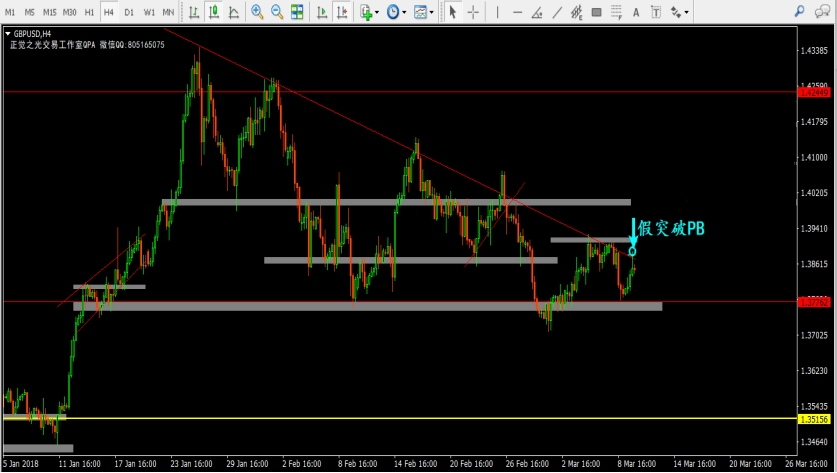 M1 M5 M15 M30 H1 H4 D1 W1 MN
A T
GBPUSD,H4
正觉之光交易工作室QPA 微信QQ:805165075
假突破PB
1.43385
1.42590
1.42449
1.41795
1.41000
1.40205
1.39410
1.38615
1.37025
1.36230
1.35435
1.35156
1.34640
5 Jan 2018 11 Jan 16:00 17 Jan 16:00 23 Jan 16:00 29 Jan 16:00 2 Feb 16:00 8 Feb 16:00 14 Feb 16:00 20 Feb 16:00 26 Feb 16:00 2 Mar 16:00 8 Mar 16:00 14 Mar 16:00 20 Mar 16:00 26 Mar 16:00